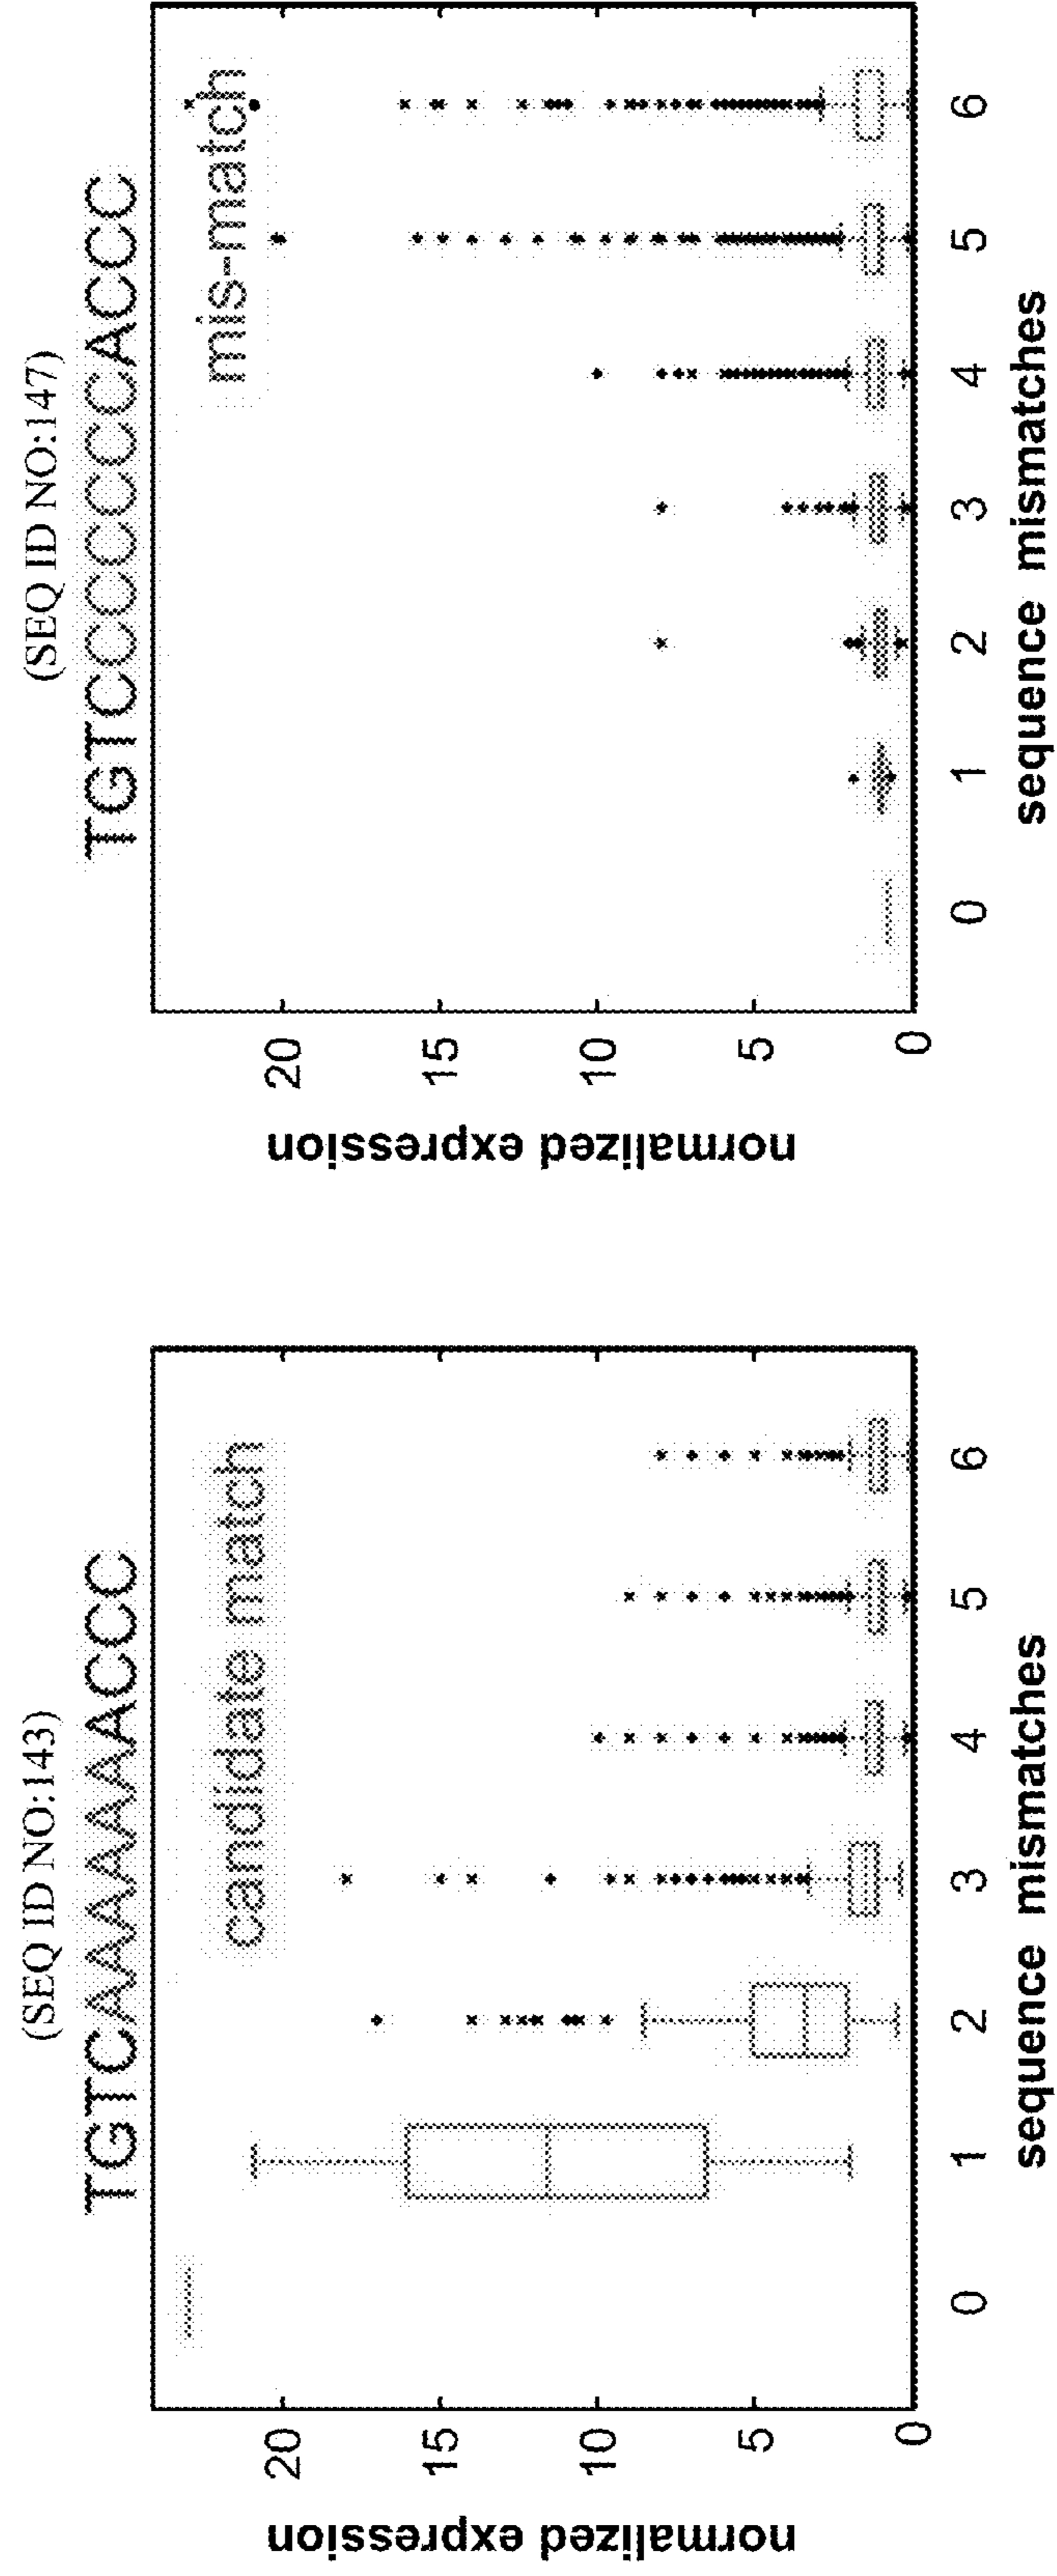 (SEQ ID NO:143)
TGTCAAAAAAACCC
candidate match
normalized expression
20
15
10
5
0
0 1 2 3 4 5 6
sequence mismatches
(SEQ ID NO:147)
TGTCCCCCCCACCC
mis-match
normalized expression
20
15
10
5
0
0 1 2 3 4 5 6
sequence mismatches